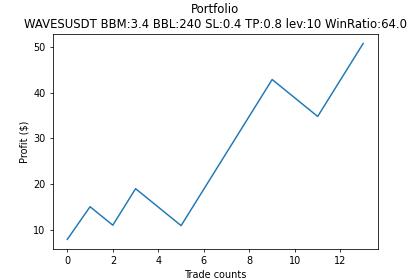 Portfolio
WAVESUSDT BBM:3.4 BBL:240 SL:0.4 TP:0.8 lev:10 WinRatio:64.0
50
40
30
20
10
Profit ($)
0 2 4 6 8 10 12
Trade counts